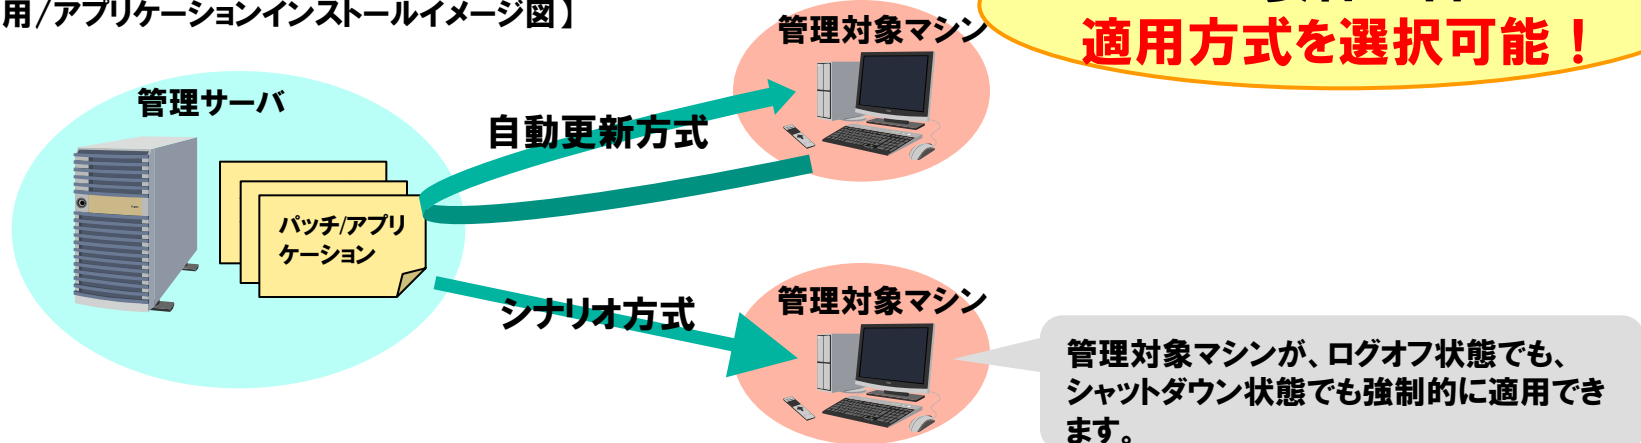 用/アプリケーションインストールイメージ図】
適用方式を選択可能！
管理対象マシン
管理サーバ
自動更新方式
パッチ/アプリ
ケーション
シナリオ方式
管理対象マシン
管理対象マシンが、ログオフ状態でも、
シャットダウン状態でも強制的に適用でき
ます。